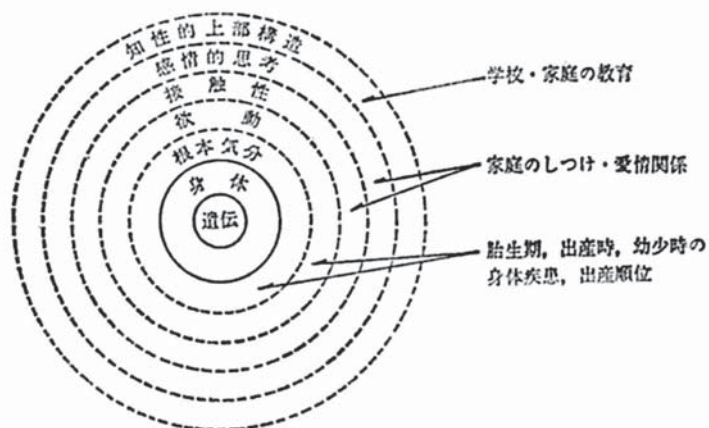 知性的上部構造
感情的思考
接触性
欲動
根本気分
身体
遺伝
学校・家庭の教育
家庭のしつけ・愛情関係
胎生期，出産時，幼少時の
身体疾患，出産順位